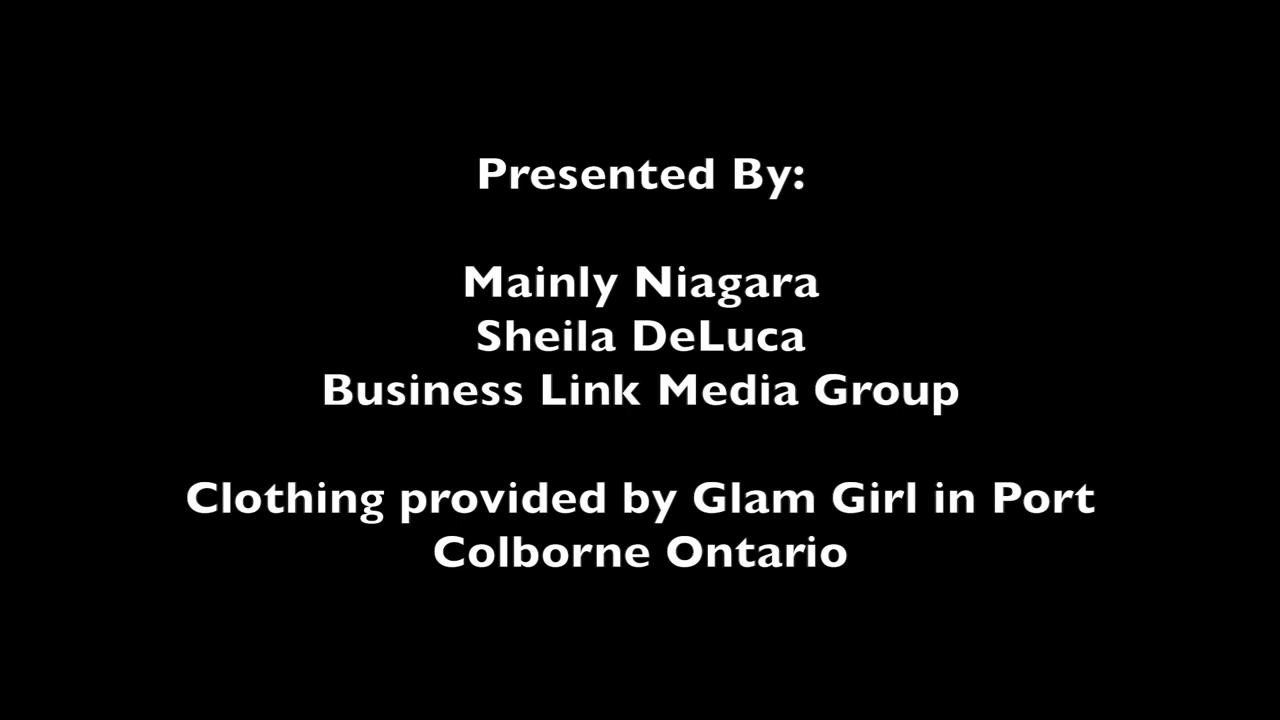 Presented By:
Mainly Niagara
Sheila DeLuca
Business Link Media Group
Clothing provided by Glam Girl in Port
Colborne Ontario